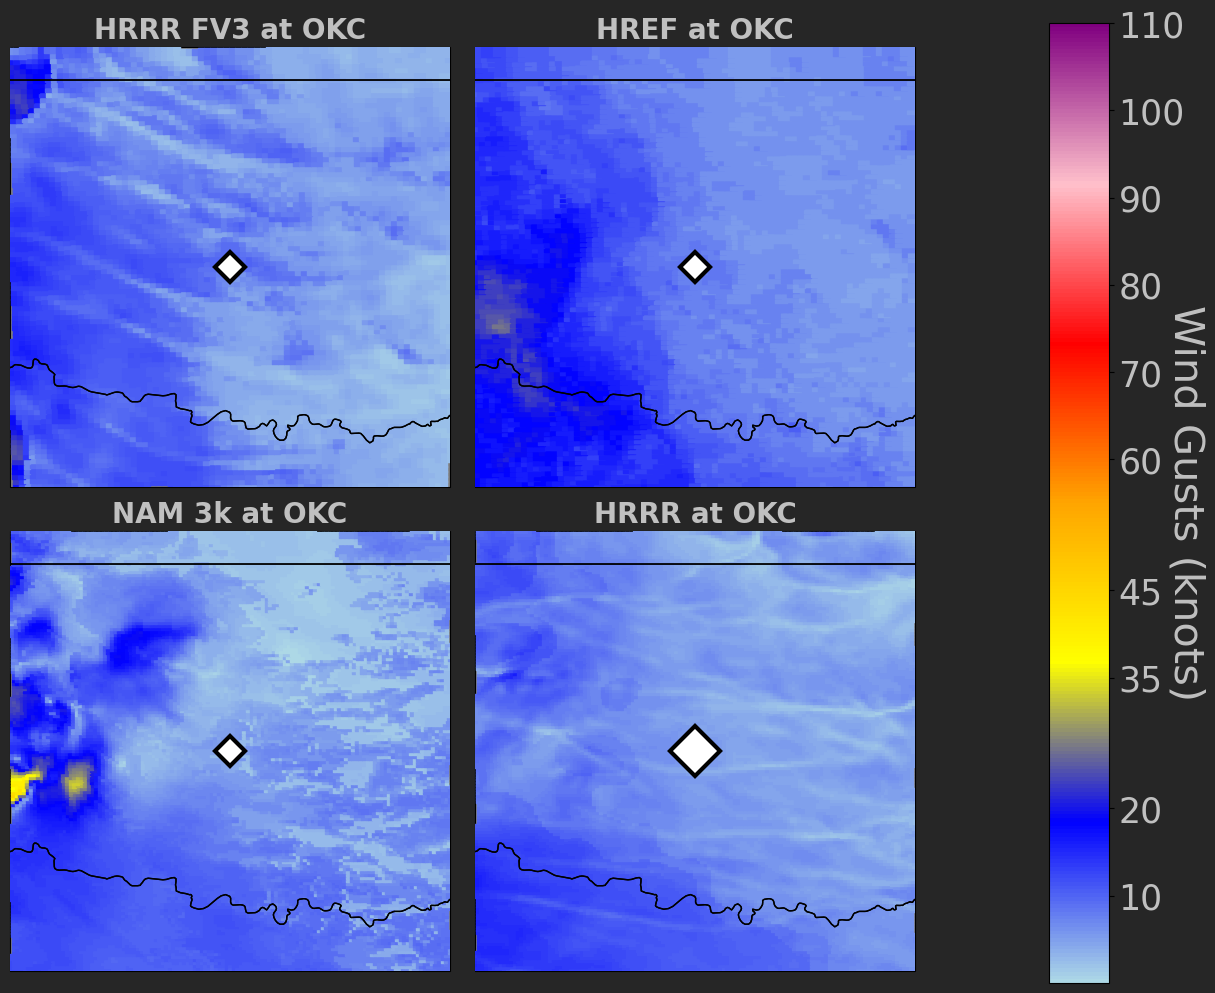 HRRR FV3 at OKC
HREF at OKC
NAM 3k at OKC
HRRR at OKC
110
100
90
80
70
60
45
35
20
10
Wind Gusts (knots)